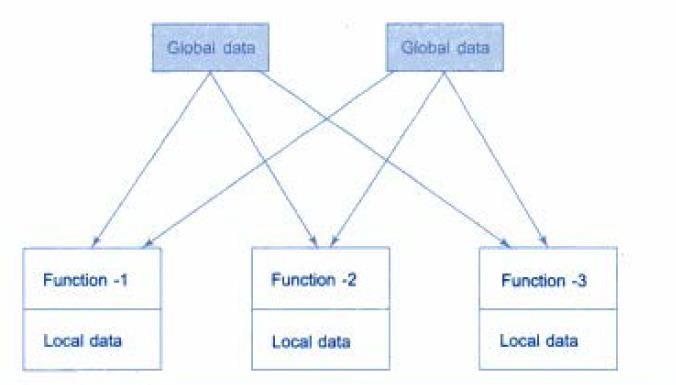 Global data
Global data
Function -1
Function -2
Function -3
Local data
Local data
Local data